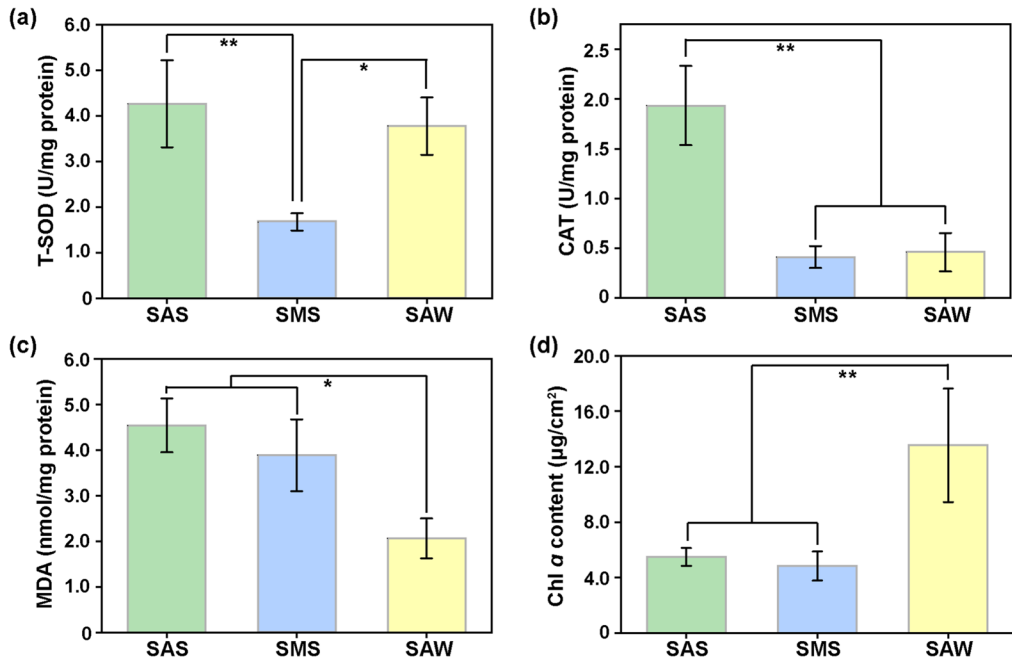 (a)
T-SOD (U/mg protein)
6.0
5.0
4.0
3.0
2.0
1.0
0
**
*
SAS SMS SAW
(b)
CAT (U/mg protein)
2.5
2.0
1.5
1.0
0.5
0
**
SAS SMS SAW
(c)
MDA (nmol/mg protein)
6.0
5.0
4.0
3.0
2.0
1.0
0
*
SAS SMS SAW
(d)
Chl a content (μg/cm²)
20.0
16.0
12.0
8.0
4.0
0
**
SAS SMS SAW